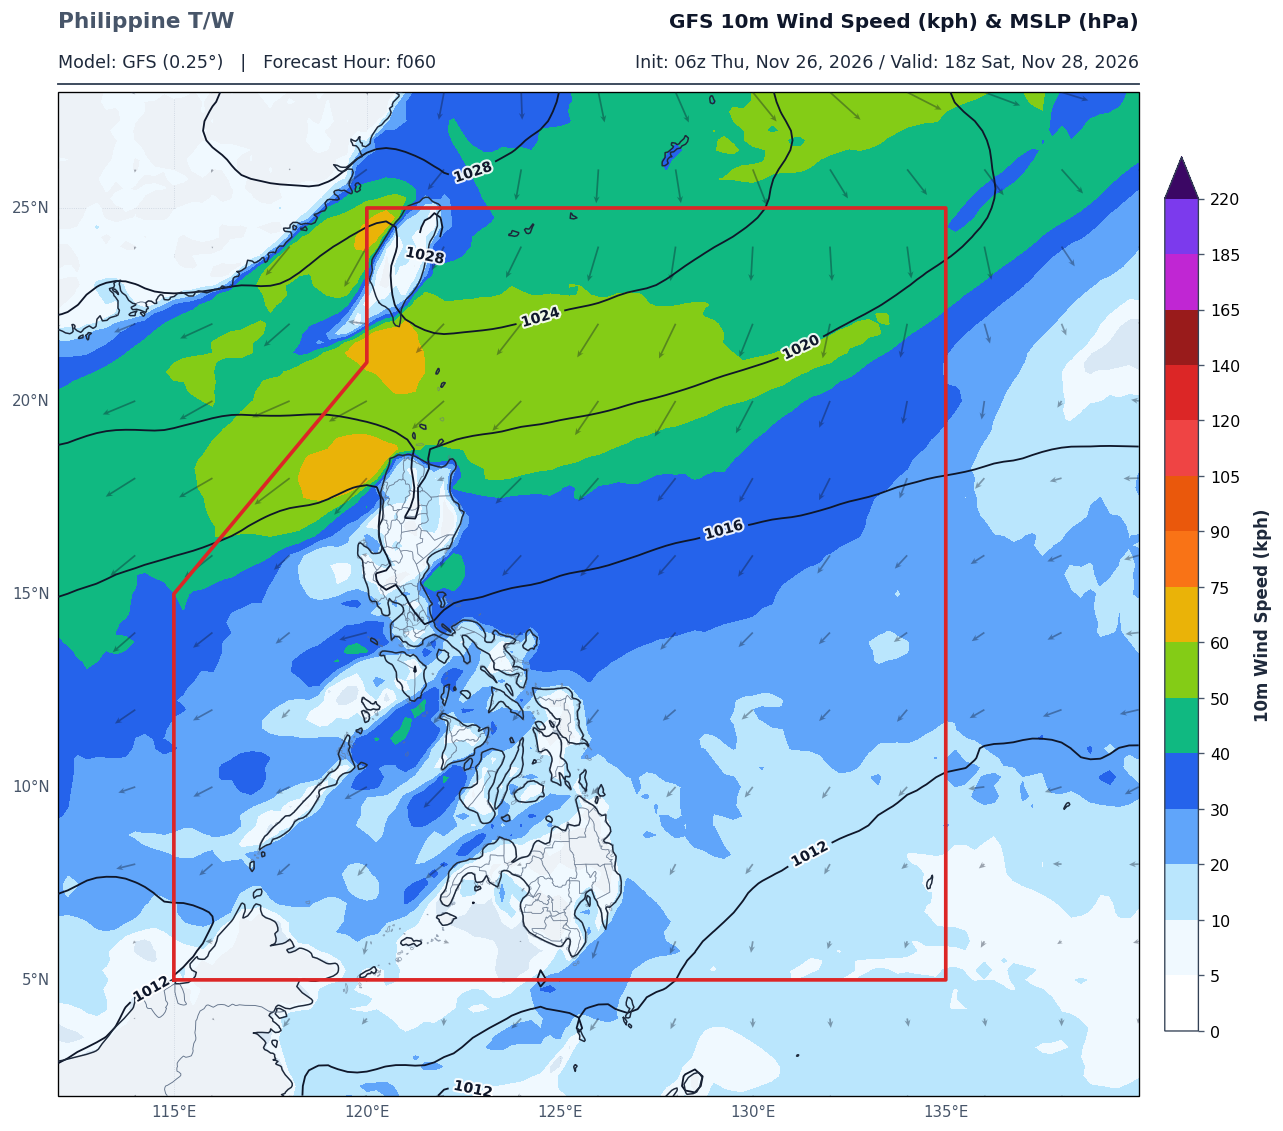 Philippine T/W
GFS 10m Wind Speed (kph) & MSLP (hPa)
Model: GFS (0.25°)   |   Forecast Hour: f060
Init: 06z Thu, Nov 26, 2026 / Valid: 18z Sat, Nov 28, 2026
1028
1028
1024
1020
1016
1012
1012
1012
25°N
20°N
15°N
10°N
5°N
115°E
120°E
125°E
130°E
135°E
220
185
165
140
120
105
90
75
60
50
40
30
20
10
5
0
10m Wind Speed (kph)